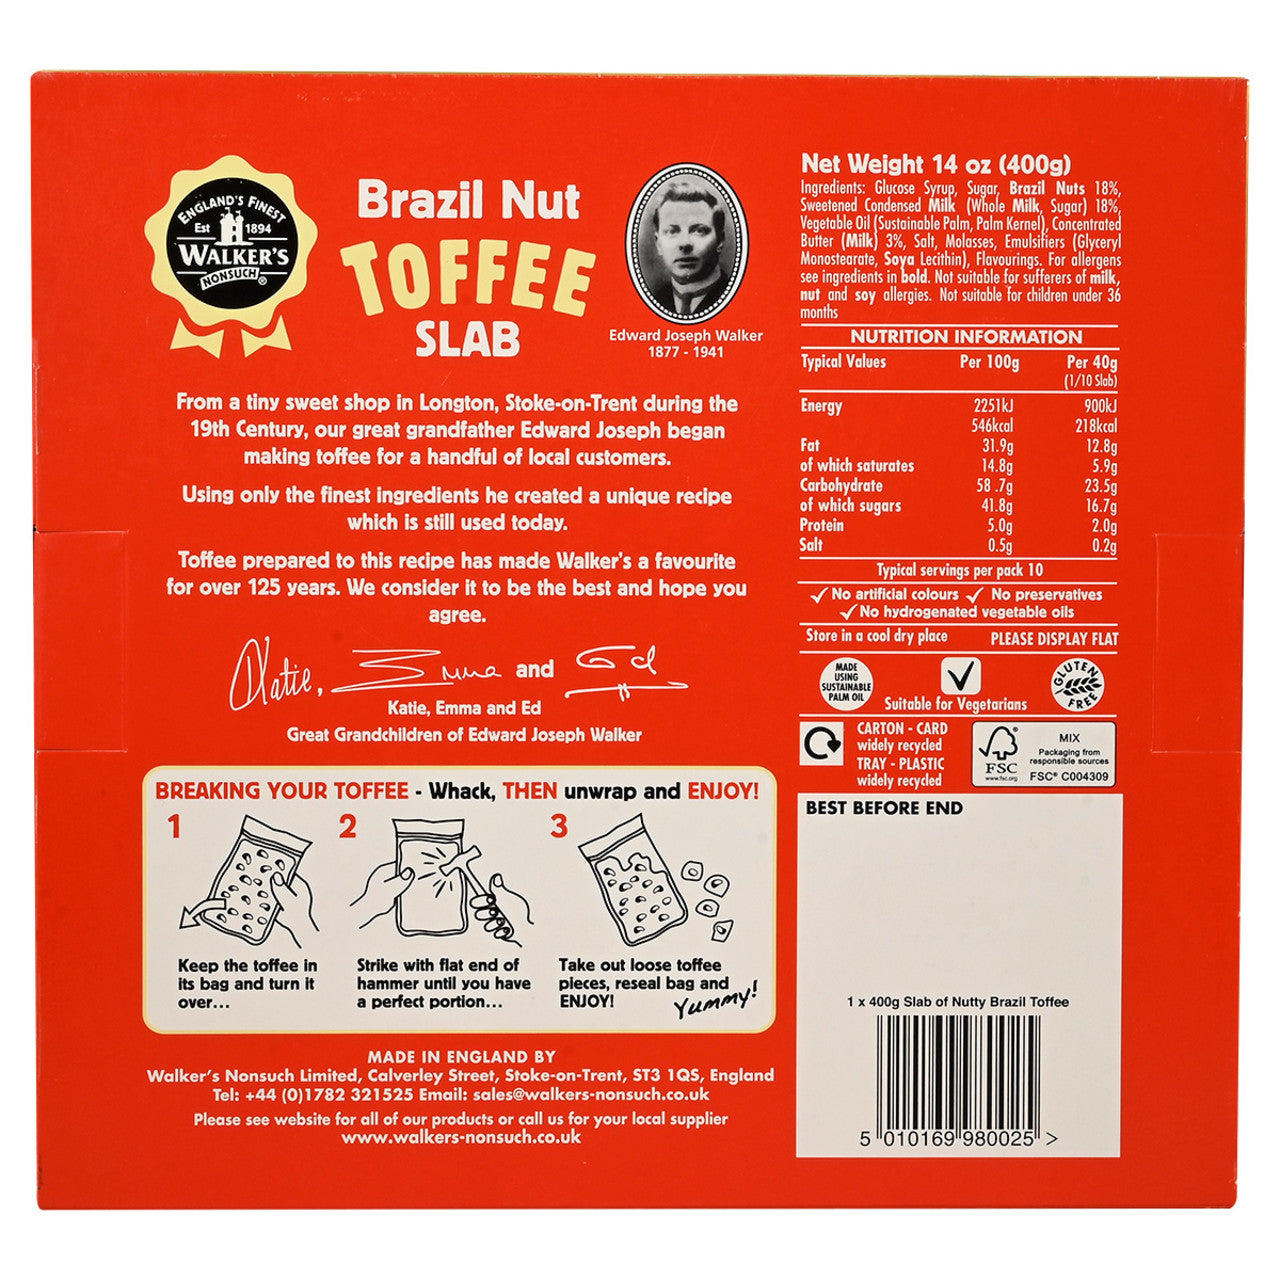 ENGLAND'S FINEST
Est 1894
WALKER'S
NONSUCH ®
Brazil Nut
TOFFEE
SLAB
Edward Joseph Walker
1877 - 1941
From a tiny sweet shop in Longton, Stoke-on-Trent during the
19th Century, our great grandfather Edward Joseph began
making toffee for a handful of local customers.
Using only the finest ingredients he created a unique recipe
which is still used today.
Toffee prepared to this recipe has made Walker's a favourite
for over 125 years. We consider it to be the best and hope you
agree.
Katie, Emma and Ed
Katie, Emma and Ed
Great Grandchildren of Edward Joseph Walker
BREAKING YOUR TOFFEE - Whack, THEN unwrap and ENJOY!
1 2 3
Keep the toffee in
its bag and turn it
over...
Strike with flat end of
hammer until you have
a perfect portion...
Take out loose toffee
pieces, reseal bag and
ENJOY!
Yummy!
MADE IN ENGLAND BY
Walker's Nonsuch Limited, Calverley Street, Stoke-on-Trent, ST3 1QS, England
Tel: +44 (0)1782 321525 Email: sales@walkers-nonsuch.co.uk
Please see website for all of our products or call us for your local supplier
www.walkers-nonsuch.co.uk
Net Weight 14 oz (400g)
Ingredients: Glucose Syrup, Sugar, Brazil Nuts 18%,
Sweetened Condensed Milk (Whole Milk, Sugar) 18%,
Vegetable Oil (Sustainable Palm, Palm Kernel), Concentrated
Butter (Milk) 3%, Salt, Molasses, Emulsifiers (Glyceryl
Monostearate, Soya Lecithin), Flavourings. For allergens
see ingredients in bold. Not suitable for sufferers of milk,
nut and soy allergies. Not suitable for children under 36
months
NUTRITION INFORMATION
Typical Values Per 100g Per 40g
(1/10 Slab)
Energy 2251kJ 900kJ
546kcal 218kcal
Fat 31.9g 12.8g
of which saturates 14.8g 5.9g
Carbohydrate 58 .7g 23.5g
of which sugars 41.8g 16.7g
Protein 5.0g 2.0g
Salt 0.5g 0.2g
Typical servings per pack 10
✓ No artificial colours ✓ No preservatives
✓ No hydrogenated vegetable oils
Store in a cool dry place PLEASE DISPLAY FLAT
MADE
USING
SUSTAINABLE
PALM OIL
Suitable for Vegetarians
GLUTEN
FREE
CARTON - CARD
widely recycled
TRAY - PLASTIC
widely recycled
FSC
www.fsc.org
MIX
Packaging from
responsible sources
FSC® C004309
BEST BEFORE END
1 x 400g Slab of Nutty Brazil Toffee
5 010169 980025 >